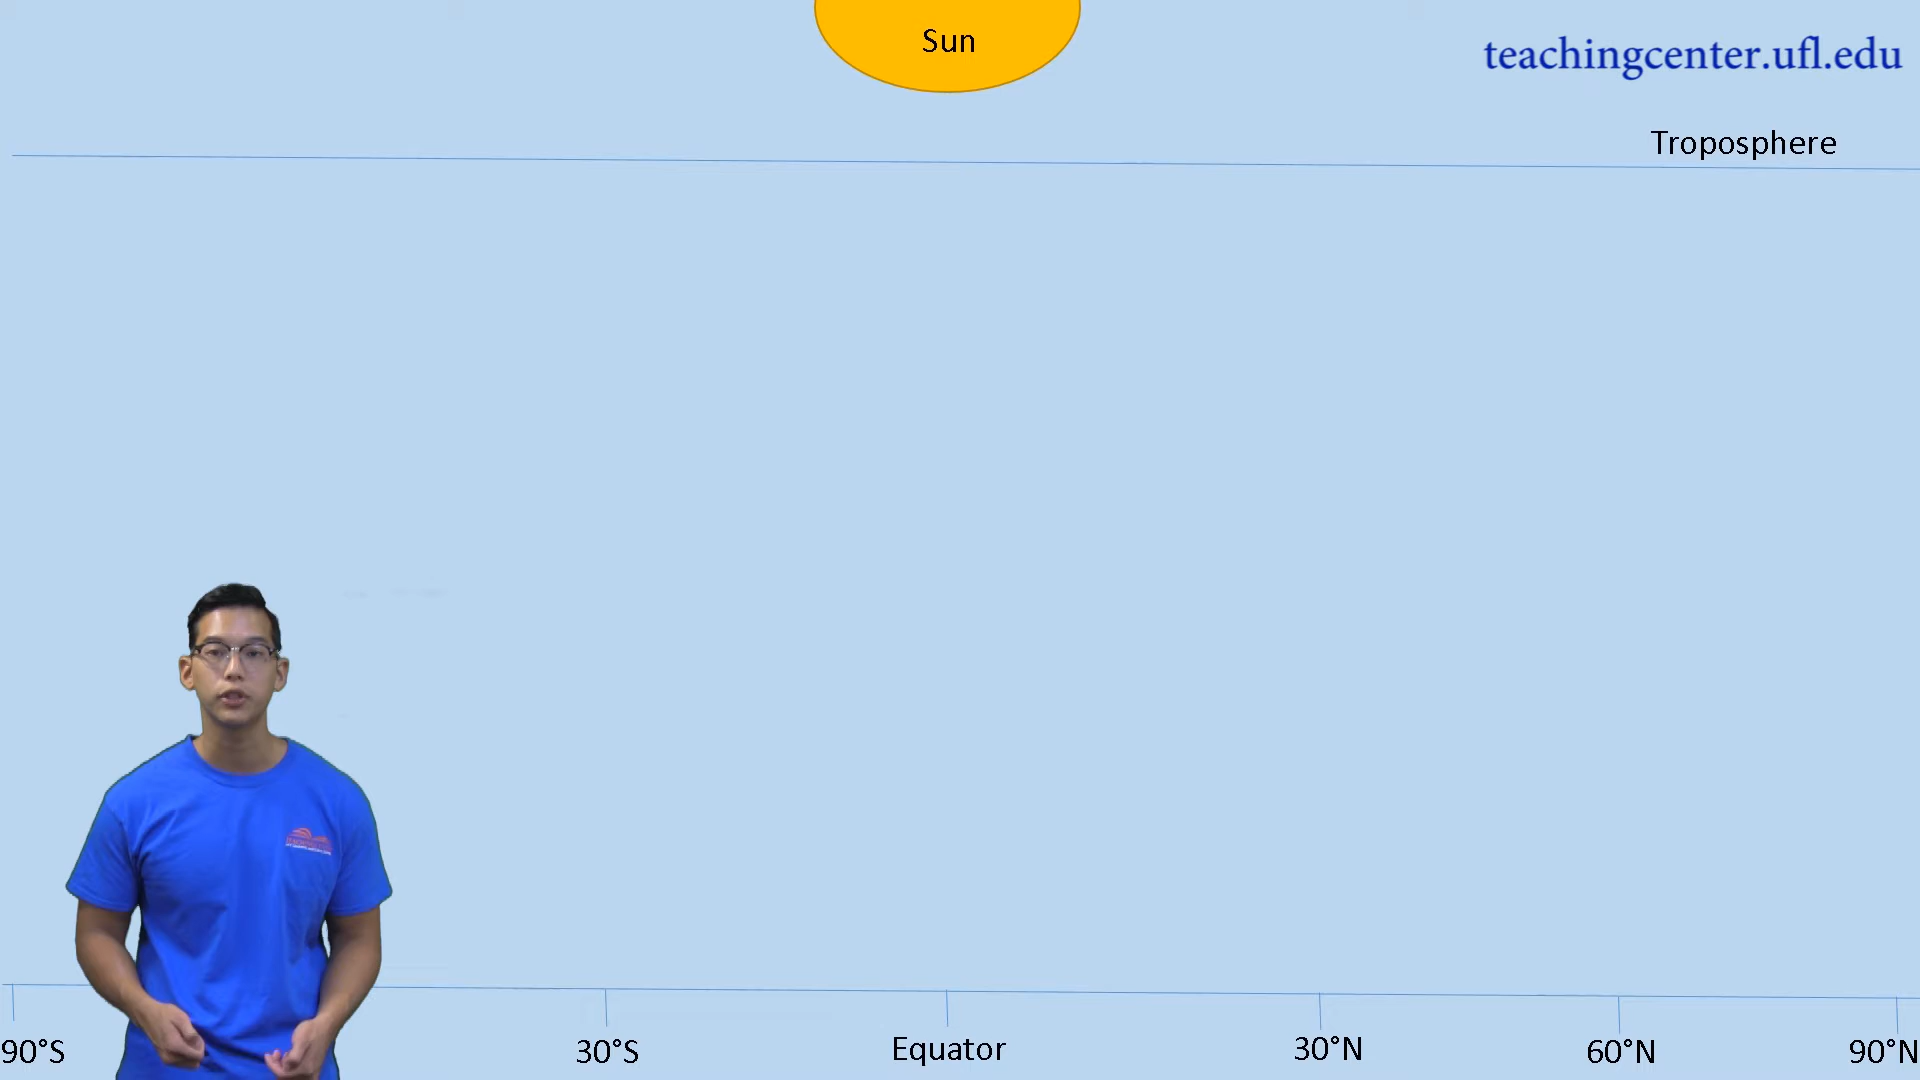 Sun
teachingcenter.ufl.edu
Troposphere
90°S
30°S
Equator
30°N
60°N
90°N